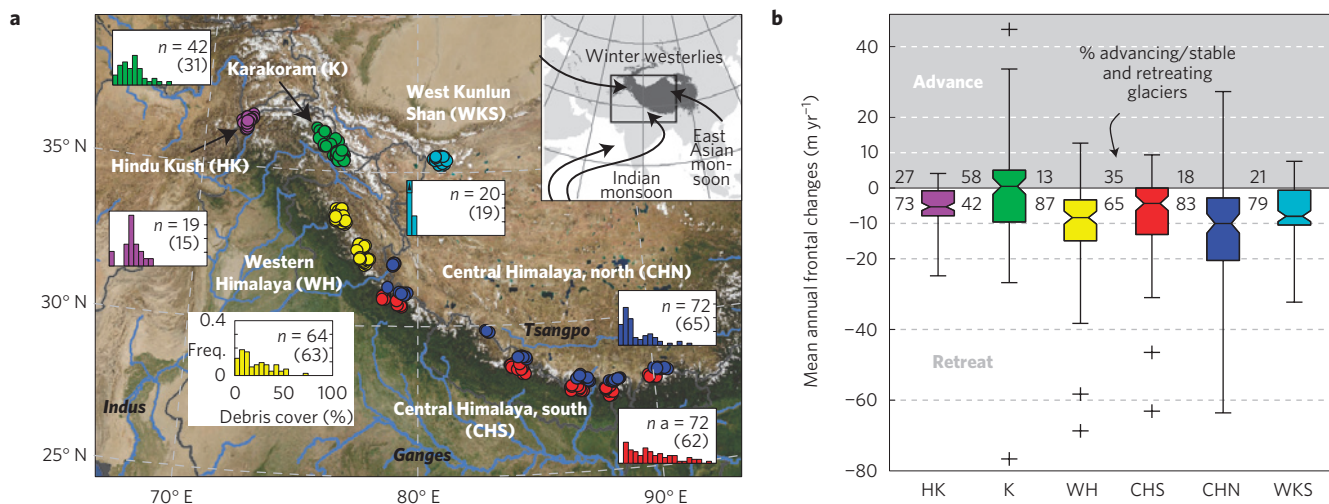 a
n = 42
(31)
Karakoram (K)
West Kunlun
Shan (WKS)
Hindu Kush (HK)
n = 20
(19)
n = 19
(15)
Western
Himalaya (WH)
Central Himalaya, north (CHN)
n = 72
(65)
Tsangpo
0.4
Freq.
0
n = 64
(63)
0 50 100
Debris cover (%)
Indus
Central Himalaya, south
(CHS)
Ganges
n a = 72
(62)
35° N
30° N
25° N
70° E
80° E
90° E
Winter westerlies
East
Asian
mon-
soon
Indian
monsoon
b
Mean annual frontal changes (m yr−1)
40
20
10
0
−10
−20
−40
−60
−80
Advance
% advancing/stable
and retreating
glaciers
27 58 13 35 18 21
73 42 87 65 83 79
Retreat
HK K WH CHS CHN WKS